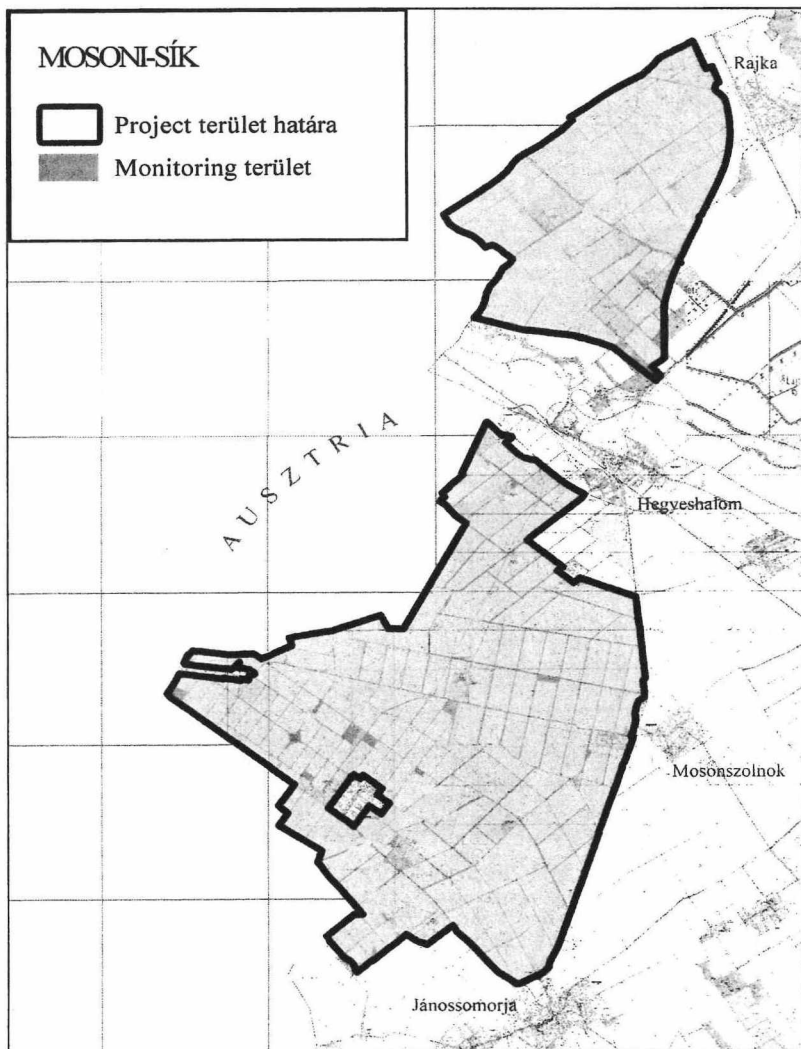 MOSONI-SÍK
Project terület határa
Monitoring terület
Rajka
AUSZTRIA
Hegyeshalom
Mosonszolnok
Jánossomorja